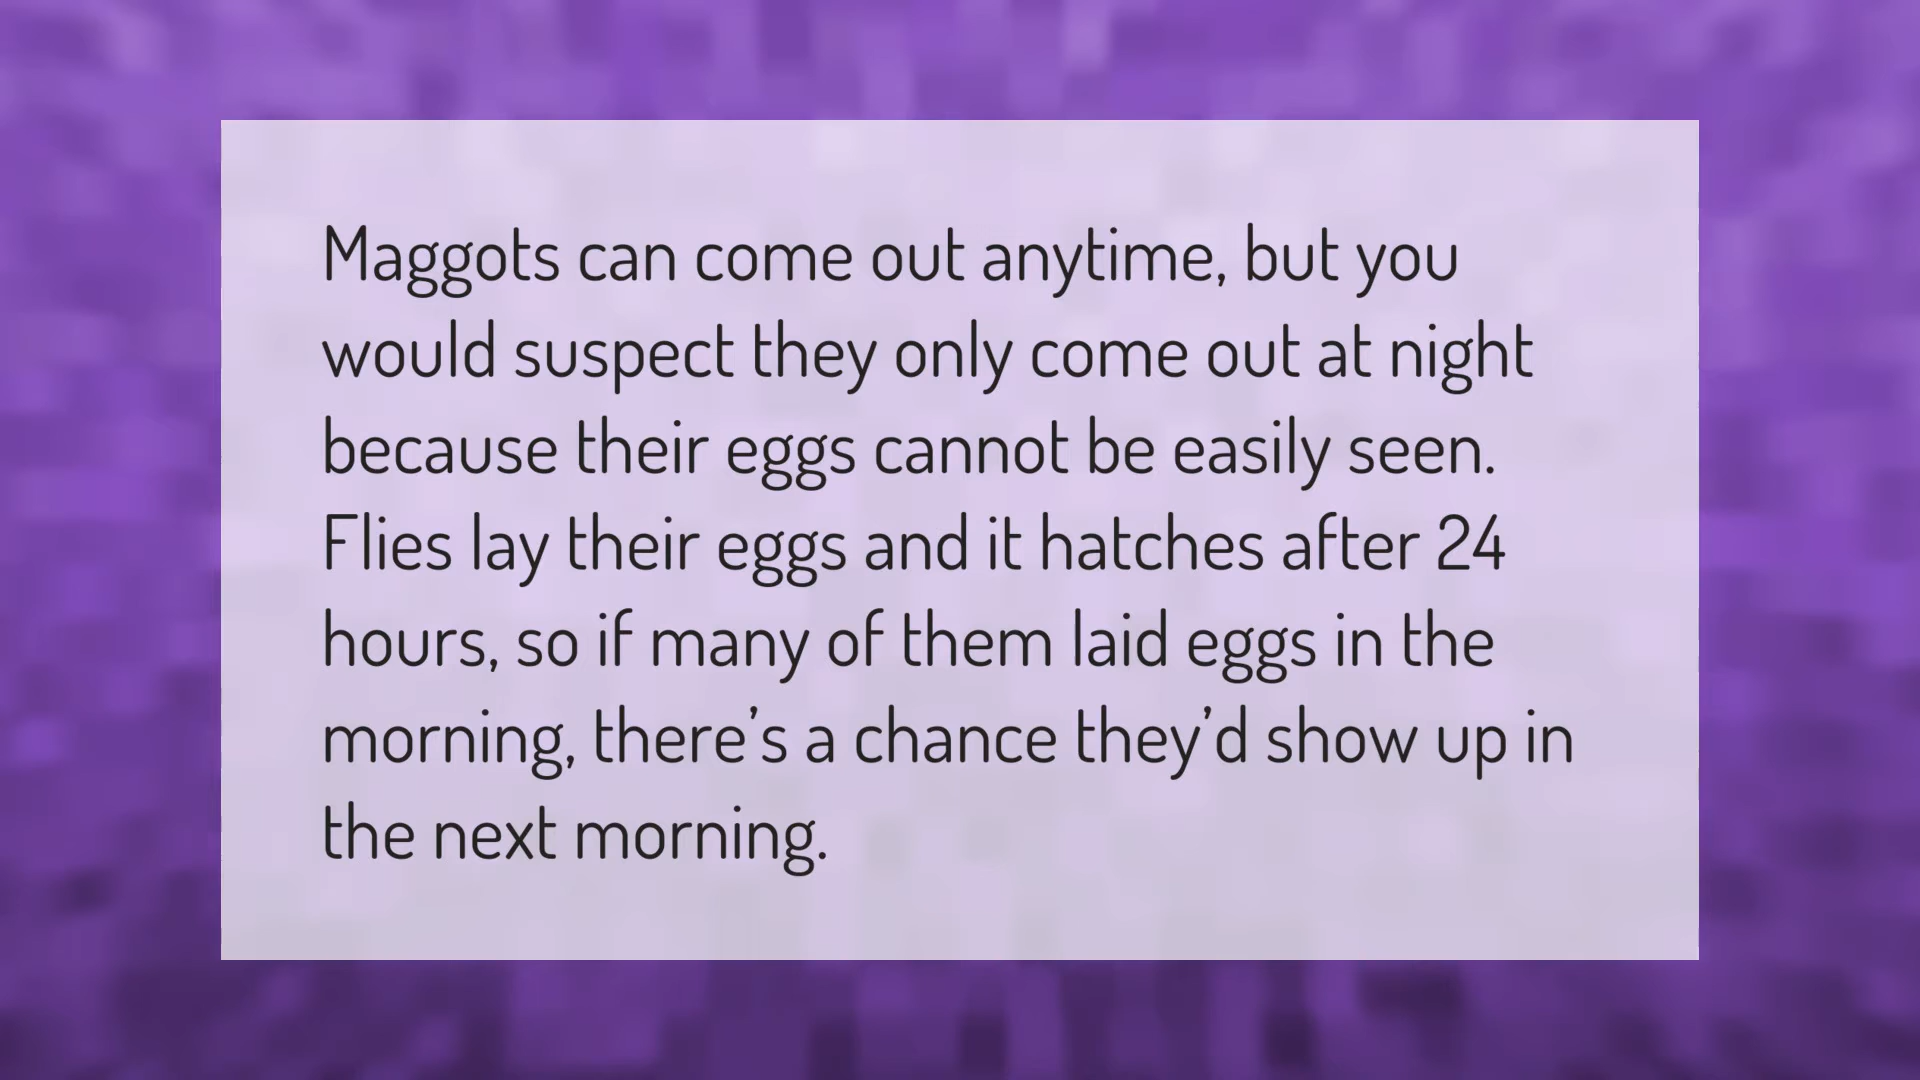 Maggots can come out anytime, but you
would suspect they only come out at night
because their eggs cannot be easily seen.
Flies lay their eggs and it hatches after 24
hours, so if many of them laid eggs in the
morning, there’s a chance they’d show up in
the next morning.